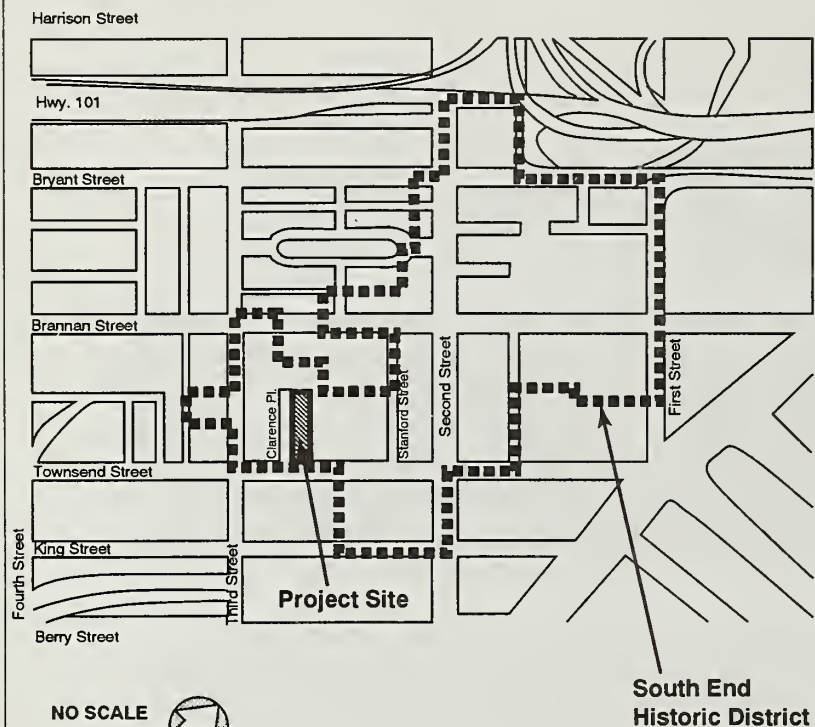 Harrison Street
Hwy. 101
Bryant Street
Brannan Street
Clarence Pl.
Stanford Street
Second Street
First Street
Townsend Street
King Street
Fourth Street
Third Street
Project Site
Berry Street
NO SCALE
South End
Historic District